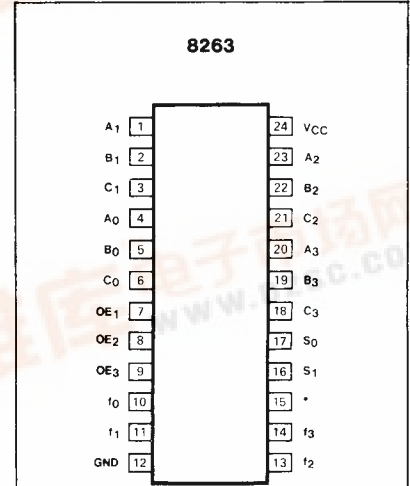 8263
A1 1 24 VCC
B1 2 23 A2
C1 3 22 B2
A0 4 21 C2
B0 5 20 A3
C0 6 19 B3
OE1 7 18 C3
OE2 8 17 S0
OE3 9 16 S1
f0 10 15 *
f1 11 14 f3
GND 12 13 f2